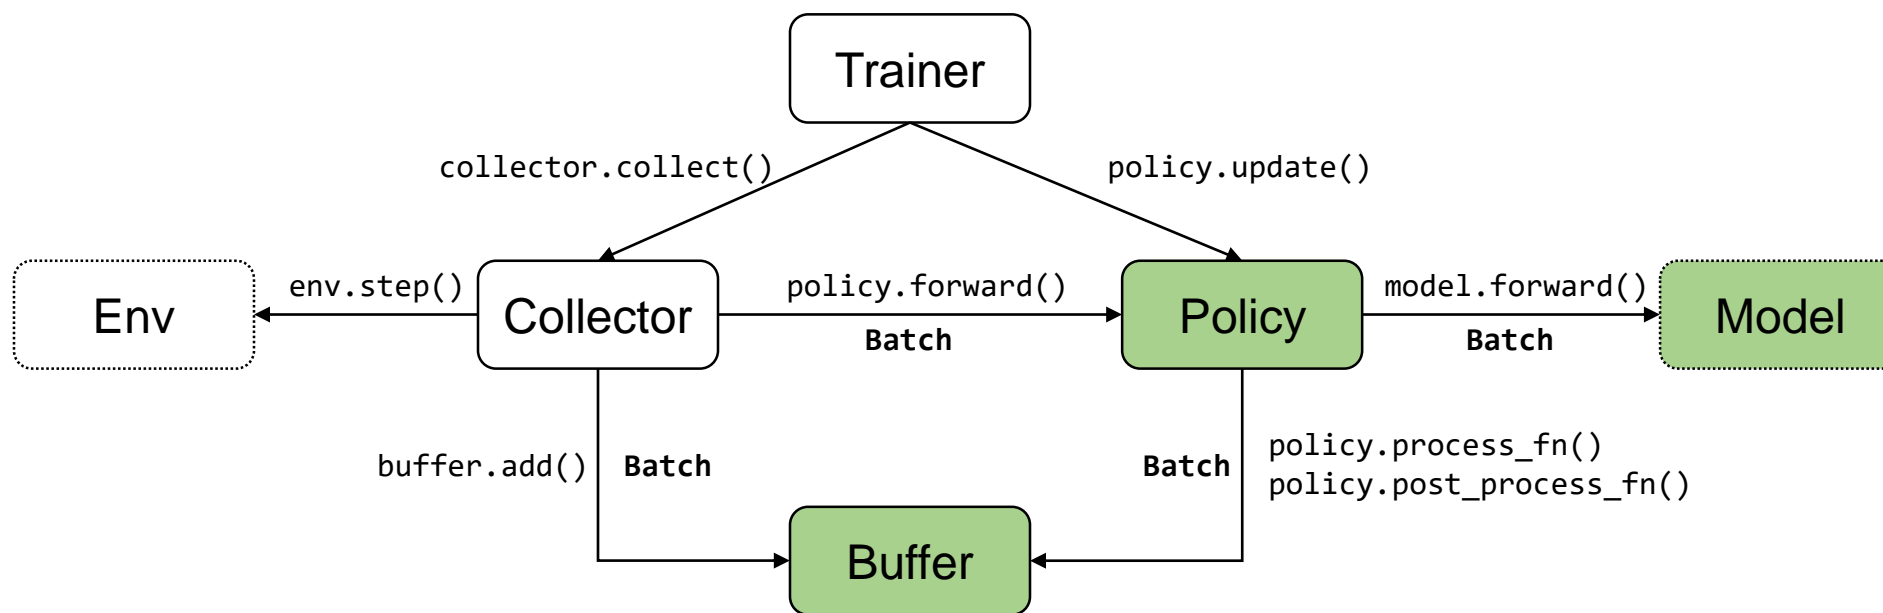 Trainer
collector.collect()
policy.update()
Env
env.step()
Collector
policy.forward()
Batch
Policy
model.forward()
Batch
Model
buffer.add()
Batch
Batch
policy.process_fn()
policy.post_process_fn()
Buffer